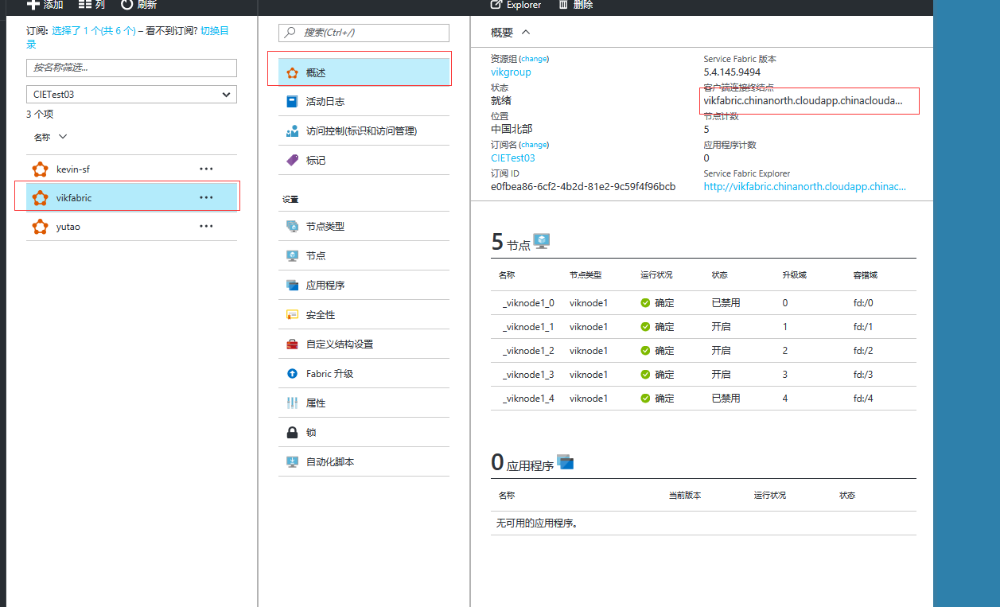 添加
列
刷新
订阅: 选择了 1 个(共 6 个) – 看不到订阅? 切换目
录
按名称筛选...
CIETest03
3 个项
名称
kevin-sf
vikfabric
yutao
搜索(Ctrl+/)
概述
活动日志
访问控制(标识和访问管理)
标记
设置
节点类型
节点
应用程序
安全性
自定义结构设置
Fabric 升级
属性
锁
自动化脚本
Explorer
删除
概要
资源组 (change)
vikgroup
状态
就绪
位置
中国北部
订阅名 (change)
CIETest03
订阅 ID
e0fbea86-6cf2-4b2d-81e2-9c59f4f96bcb
Service Fabric 版本
5.4.145.9494
客户端连接终结点
vikfabric.chinanorth.cloudapp.chinaclouda...
节点计数
5
应用程序计数
0
Service Fabric Explorer
http://vikfabric.chinanorth.cloudapp.chinac...
5 节点
名称 节点类型 运行状况 状态 升级域 容错域
_viknode1_0 viknode1 确定 已禁用 0 fd:/0
_viknode1_1 viknode1 确定 开启 1 fd:/1
_viknode1_2 viknode1 确定 开启 2 fd:/2
_viknode1_3 viknode1 确定 开启 3 fd:/3
_viknode1_4 viknode1 确定 已禁用 4 fd:/4
0 应用程序
名称 当前版本 运行状况 状态
无可用的应用程序。